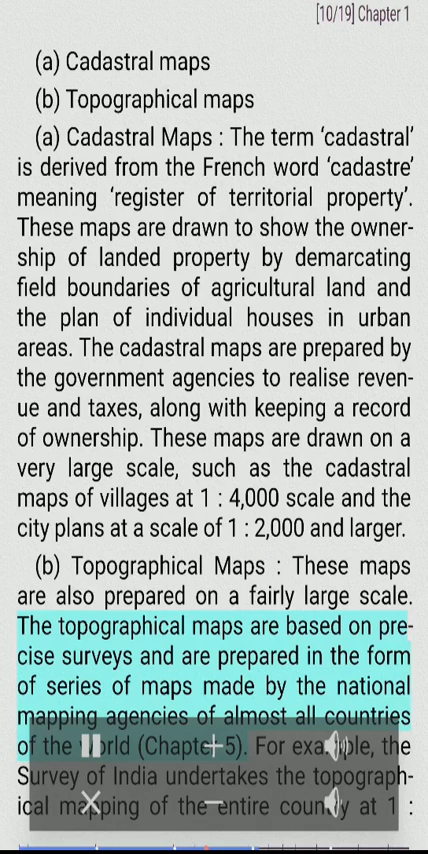 [10/19] Chapter 1
(a) Cadastral maps
(b) Topographical maps
(a) Cadastral Maps : The term ‘cadastral’
is derived from the French word ‘cadastre’
meaning ‘register of territorial property’.
These maps are drawn to show the owner-
ship of landed property by demarcating
field boundaries of agricultural land and
the plan of individual houses in urban
areas. The cadastral maps are prepared by
the government agencies to realise reven-
ue and taxes, along with keeping a record
of ownership. These maps are drawn on a
very large scale, such as the cadastral
maps of villages at 1 : 4,000 scale and the
city plans at a scale of 1 : 2,000 and larger.
(b) Topographical Maps : These maps
are also prepared on a fairly large scale.
The topographical maps are based on pre-
cise surveys and are prepared in the form
of series of maps made by the national
mapping agencies of almost all countries
of the world (Chapter 5). For example, the
Survey of India undertakes the topograph-
ical mapping of the entire country at 1 :